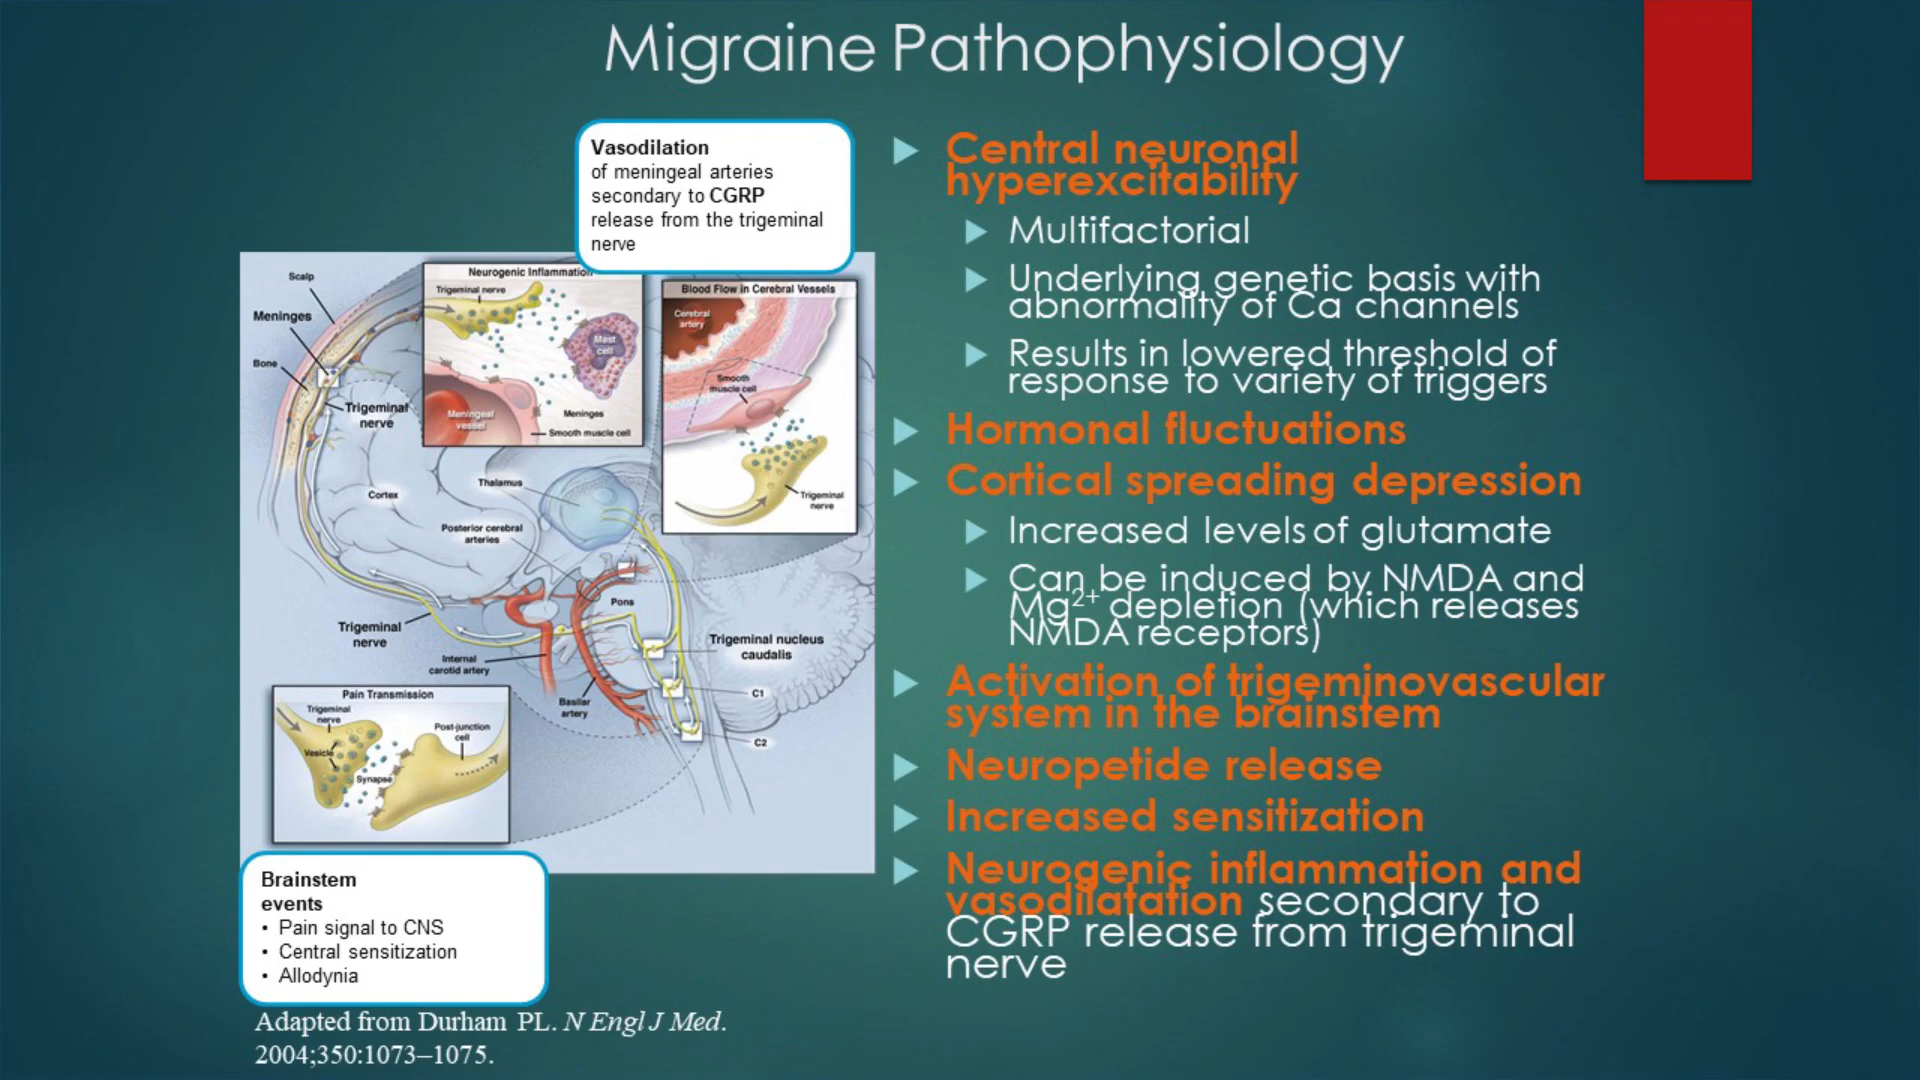 Migraine Pathophysiology
Vasodilation
of meningeal arteries
secondary to CGRP
release from the trigeminal
nerve
Scalp
Meninges
Bone
Trigeminal
nerve
Cortex
Neurogenic Inflammation
Trigeminal nerve
Mast
cell
Meningeal
vessel
Meninges
Smooth muscle cell
Blood Flow in Cerebral Vessels
Cerebral
artery
Smooth
muscle cell
Trigeminal
nerve
Thalamus
Posterior cerebral
arteries
Pons
Trigeminal
nerve
Internal
carotid artery
Basilar
artery
Trigeminal nucleus
caudalis
C1
C2
Pain Transmission
Trigeminal
nerve
Vesicle
Synapse
Post-junction
cell
Brainstem
events
• Pain signal to CNS
• Central sensitization
• Allodynia
Adapted from Durham PL. N Engl J Med.
2004;350:1073–1075.
Central neuronal
hyperexcitability
Multifactorial
Underlying genetic basis with
abnormality of Ca channels
Results in lowered threshold of
response to variety of triggers
Hormonal fluctuations
Cortical spreading depression
Increased levels of glutamate
Can be induced by NMDA and
Mg²⁺ depletion (which releases
NMDA receptors)
Activation of trigeminovascular
system in the brainstem
Neuropetide release
Increased sensitization
Neurogenic inflammation and
vasodilatation secondary to
CGRP release from trigeminal
nerve